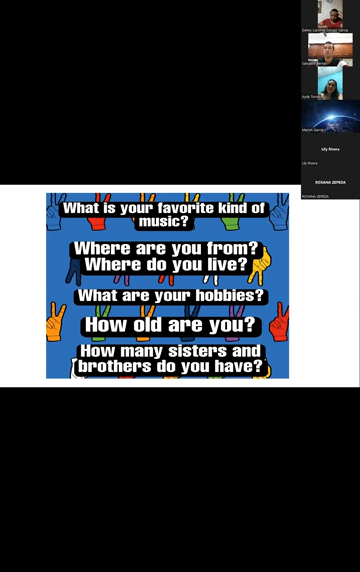 What is your favorite kind of
music?
Where are you from?
Where do you live?
What are your hobbies?
How old are you?
How many sisters and
brothers do you have?
Marvin Garcia
Lily Rivera
Lily Rivera
ROXANA ZEPEDA
ROXANA ZEPEDA